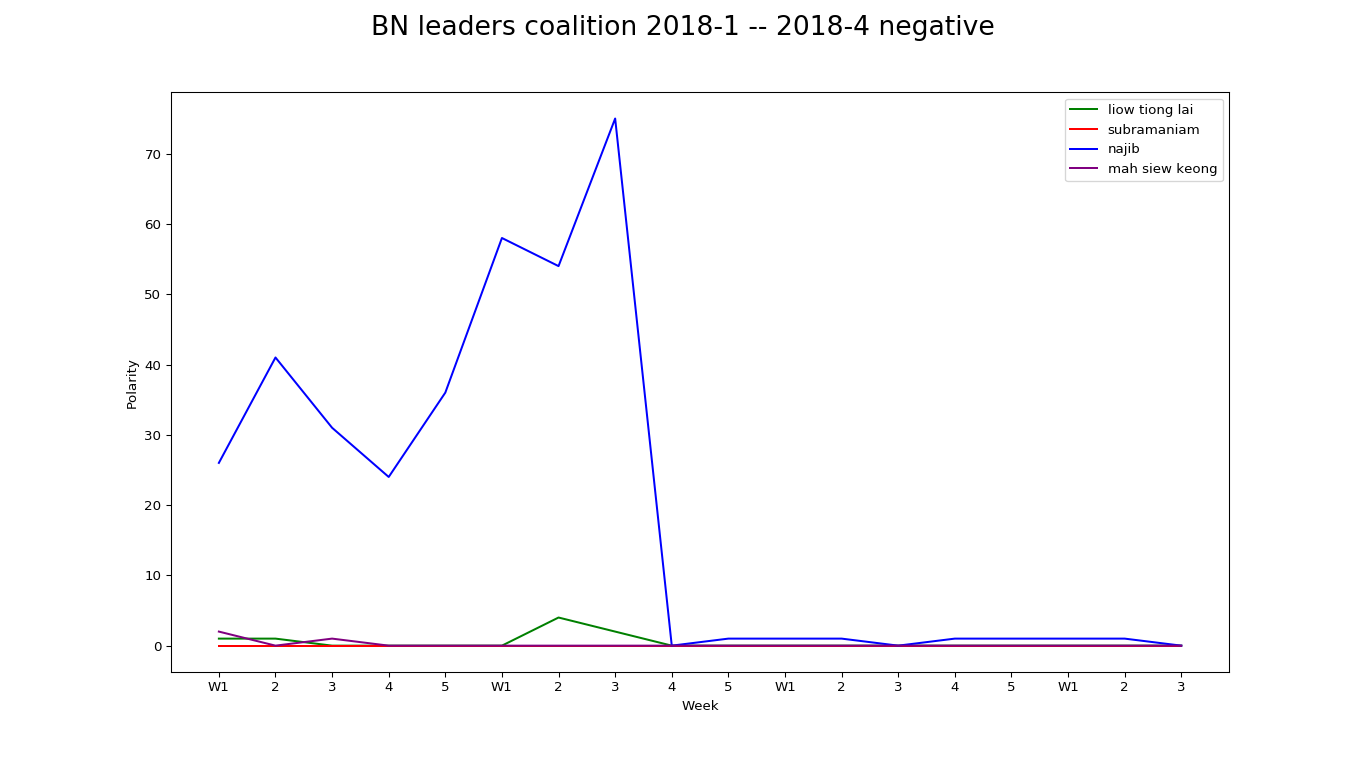 BN leaders coalition 2018-1 -- 2018-4 negative
liow tiong lai
subramaniam
najib
mah siew keong
Polarity
70
60
50
40
30
20
10
0
W1 2 3 4 5 W1 2 3 4 5 W1 2 3 4 5 W1 2 3
Week